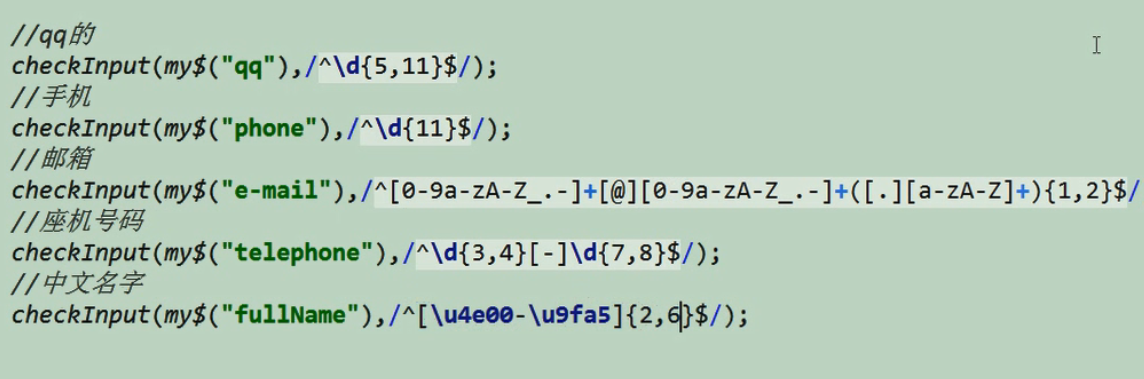 //qq的
checkInput(my$("qq"),/^\d{5,11}$/);
//手机
checkInput(my$("phone"),/^\d{11}$/);
//邮箱
checkInput(my$("e-mail"),/^[0-9a-zA-Z_.-]+[@][0-9a-zA-Z_.-]+([.][a-zA-Z]+){1,2}$/
//座机号码
checkInput(my$("telephone"),/^\d{3,4}[-]\d{7,8}$/);
//中文名字
checkInput(my$("fullName"),/^[\u4e00-\u9fa5]{2,6}$/);